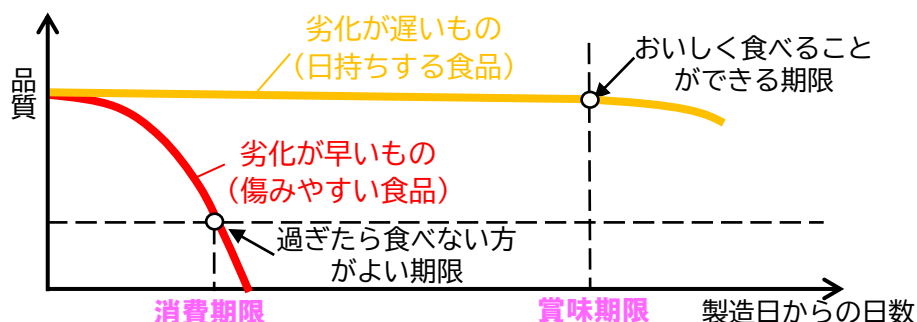 劣化が遅いもの
（日持ちする食品）
おいしく食べること
ができる期限
品質
劣化が早いもの
（傷みやすい食品）
過ぎたら食べない方
がよい期限
消費期限
賞味期限
製造日からの日数